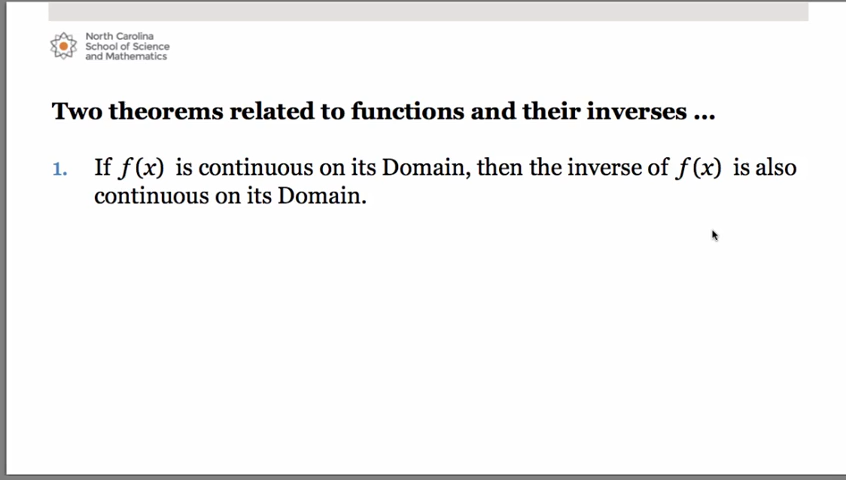 North Carolina
School of Science
and Mathematics
Two theorems related to functions and their inverses ...
1. If f(x) is continuous on its Domain, then the inverse of f(x) is also
continuous on its Domain.